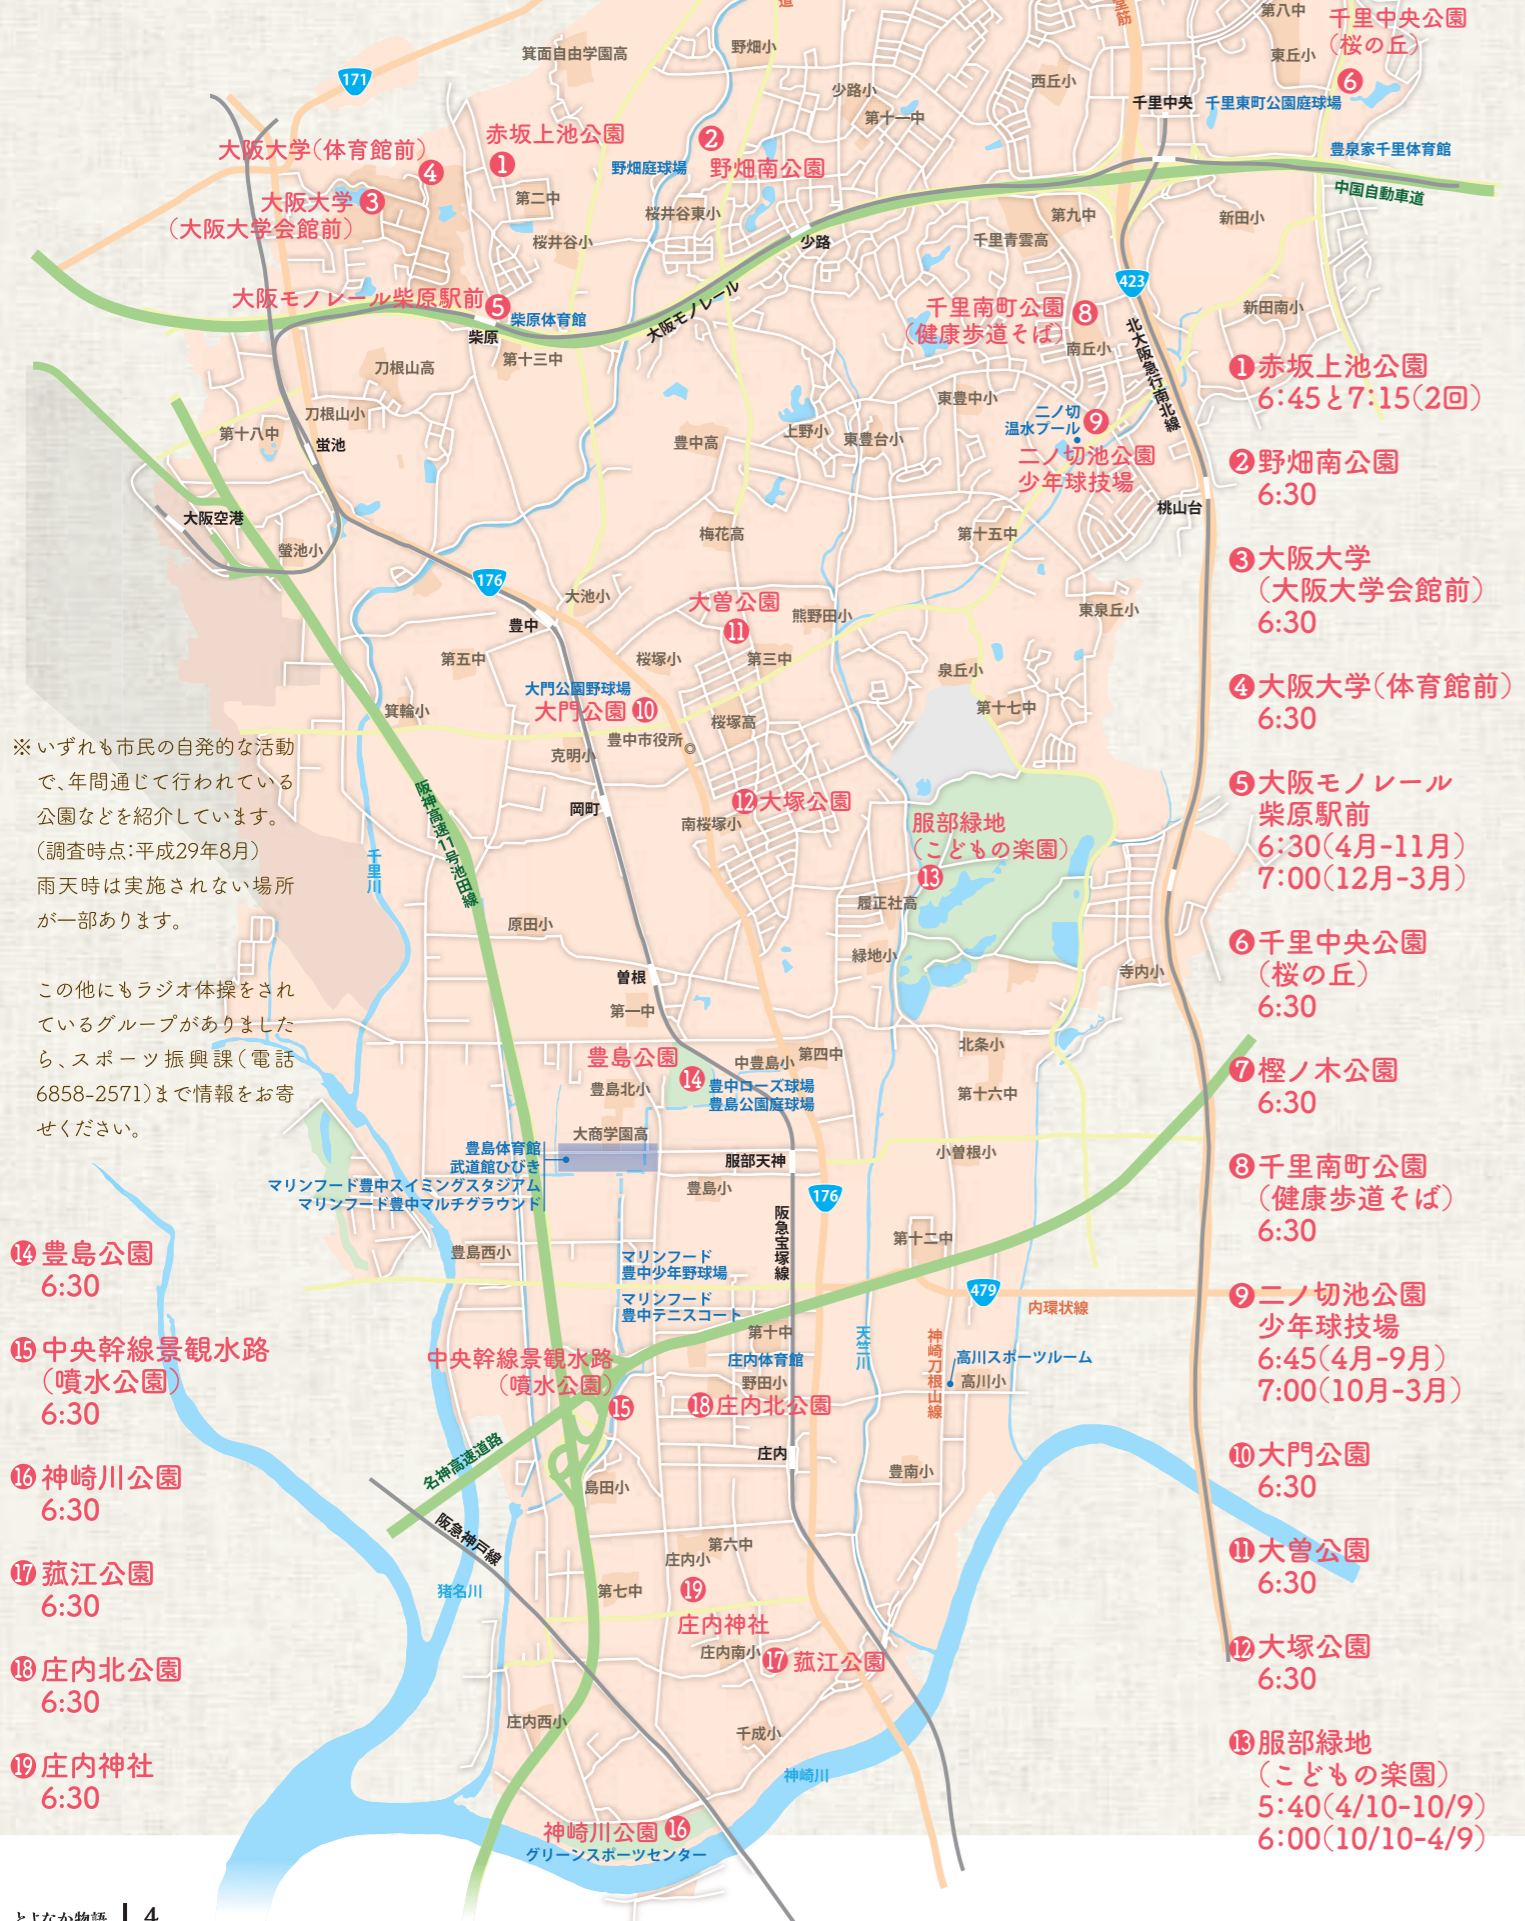 箕面自由学園高
野畑小
第八中
千里中央公園
（桜の丘）
東丘小
⑥
171
少路小
西丘小
第十一中
千里中央
千里東町公園庭球場
赤坂上池公園
①
②
野畑庭球場
野畑南公園
大阪大学（体育館前）
④
豊泉家千里体育館
中国自動車道
大阪大学 ③
（大阪大学会館前）
第二中
桜井谷東小
桜井谷小
少路
第九中
千里青雲高
新田小
423
大阪モノレール柴原駅前
⑤
柴原体育館
柴原
大阪モノレール
千里南町公園 ⑧
（健康歩道そば）
南丘小
新田南小
北大阪急行南北線
第十三中
刀根山高
刀根山小
第十八中
蛍池
東豊中小
二ノ切
温水プール
⑨
二ノ切池公園
少年球技場
上野小
東豊台小
豊中高
大阪空港
螢池小
梅花高
第十五中
桃山台
176
大池小
豊中
大曽公園
⑪
熊野田小
東泉丘小
第五中
桜塚小
第三中
泉丘小
大門公園野球場
大門公園 ⑩
箕輪小
桜塚高
第十七中
豊中市役所
克明小
岡町
⑫大塚公園
南桜塚小
阪神高速11号池田線
千里川
服部緑地
（こどもの楽園）
⑬
履正社高
原田小
緑地小
曽根
寺内小
第一中
豊島公園
⑭
中豊島小
第四中
北条小
豊島北小
豊中ローズ球場
豊島公園庭球場
第十六中
大商学園高
豊島体育館
武道館ひびき
マリンフード豊中スイミングスタジアム
マリンフード豊中マルチグラウンド
服部天神
小曽根小
豊島小
176
阪急宝塚線
豊島西小
第十二中
マリンフード
豊中少年野球場
マリンフード
豊中テニスコート
479
内環状線
第十中
天竺川
神崎刀根山線
中央幹線景観水路
（噴水公園）
⑮
庄内体育館
野田小
⑱庄内北公園
高川スポーツルーム
高川小
名神高速道路
庄内
豊南小
島田小
阪急神戸線
猪名川
第六中
庄内小
第七中
⑲
庄内神社
庄内南小
⑰菰江公園
庄内西小
千成小
神崎川
神崎川公園 ⑯
グリーンスポーツセンター
①赤坂上池公園
6:45と7:15（2回）
②野畑南公園
6:30
③大阪大学
（大阪大学会館前）
6:30
④大阪大学（体育館前）
6:30
⑤大阪モノレール
柴原駅前
6:30（4月-11月）
7:00（12月-3月）
⑥千里中央公園
（桜の丘）
6:30
⑦樫ノ木公園
6:30
⑧千里南町公園
（健康歩道そば）
6:30
⑨二ノ切池公園
少年球技場
6:45（4月-9月）
7:00（10月-3月）
⑩大門公園
6:30
⑪大曽公園
6:30
⑫大塚公園
6:30
⑬服部緑地
（こどもの楽園）
5:40（4/10-10/9）
6:00（10/10-4/9）
⑭豊島公園
6:30
⑮中央幹線景観水路
（噴水公園）
6:30
⑯神崎川公園
6:30
⑰菰江公園
6:30
⑱庄内北公園
6:30
⑲庄内神社
6:30
※いずれも市民の自発的な活動
で、年間通じて行われている
公園などを紹介しています。
（調査時点：平成29年8月）
雨天時は実施されない場所
が一部あります。
この他にもラジオ体操をされ
ているグループがありました
ら、スポーツ振興課（電話
6858-2571）まで情報をお寄
せください。
とよなか物語 4